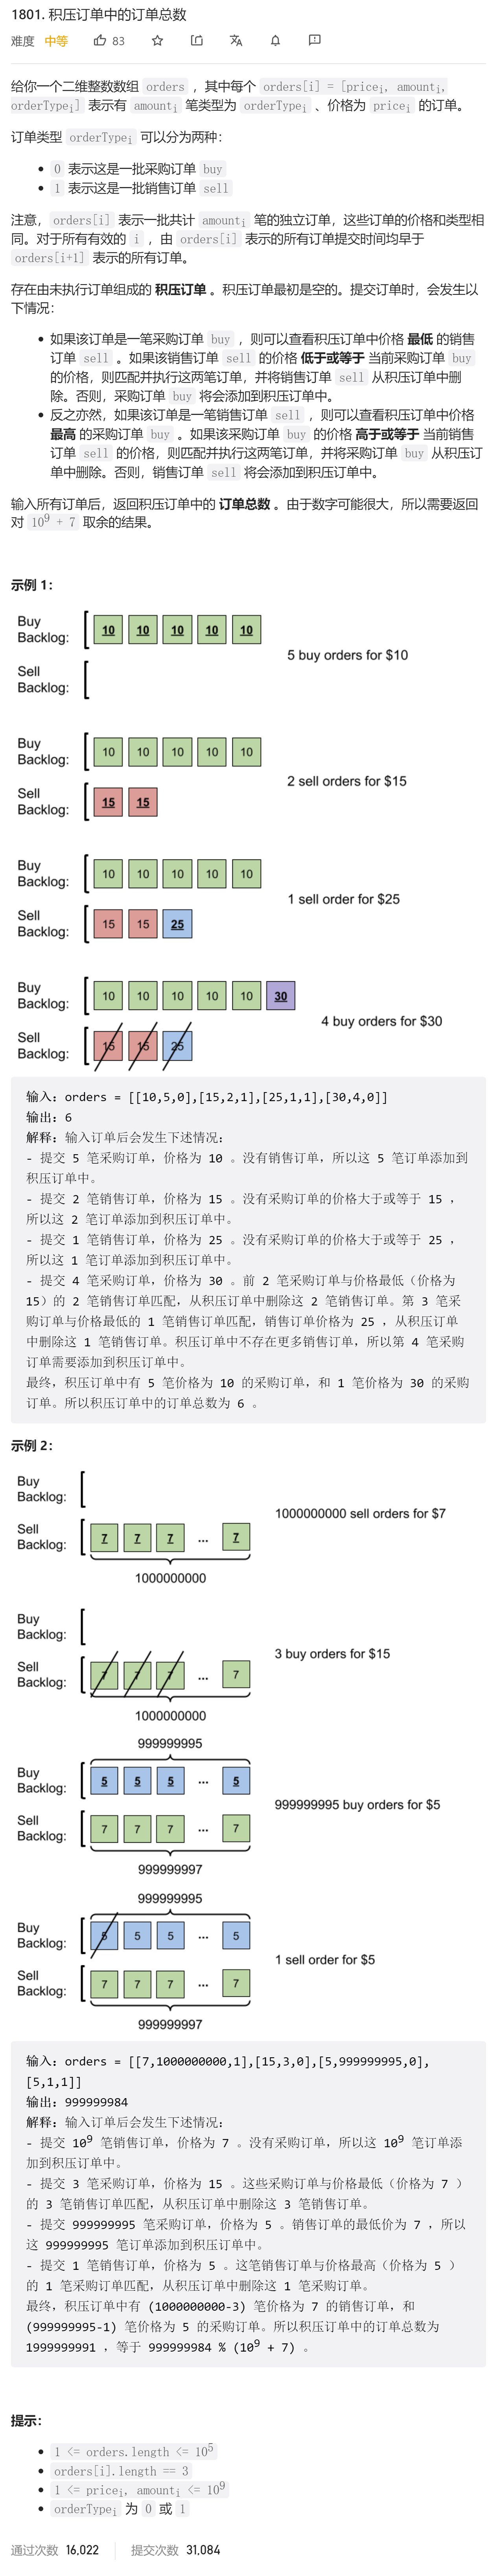 1801. 积压订单中的订单总数
难度 中等 83
给你一个二维整数数组 orders ，其中每个 orders[i] = [priceᵢ, amountᵢ,
orderTypeᵢ] 表示有 amountᵢ 笔类型为 orderTypeᵢ 、价格为 priceᵢ 的订单。
订单类型 orderTypeᵢ 可以分为两种：
• 0 表示这是一批采购订单 buy
• 1 表示这是一批销售订单 sell
注意，orders[i] 表示一批共计 amountᵢ 笔的独立订单，这些订单的价格和类型相
同。对于所有有效的 i ，由 orders[i] 表示的所有订单提交时间均早于
orders[i+1] 表示的所有订单。
存在由未执行订单组成的 积压订单 。积压订单最初是空的。提交订单时，会发生以
下情况：
• 如果该订单是一笔采购订单 buy ，则可以查看积压订单中价格 最低 的销售
订单 sell 。如果该销售订单 sell 的价格 低于或等于 当前采购订单 buy
的价格，则匹配并执行这两笔订单，并将销售订单 sell 从积压订单中删
除。否则，采购订单 buy 将会添加到积压订单中。
• 反之亦然，如果该订单是一笔销售订单 sell ，则可以查看积压订单中价格
最高 的采购订单 buy 。如果该采购订单 buy 的价格 高于或等于 当前销售
订单 sell 的价格，则匹配并执行这两笔订单，并将采购订单 buy 从积压订
单中删除。否则，销售订单 sell 将会添加到积压订单中。
输入所有订单后，返回积压订单中的 订单总数 。由于数字可能很大，所以需要返回
对 10⁹ + 7 取余的结果。
示例 1：
Buy
Backlog: 10 10 10 10 10
5 buy orders for $10
Sell
Backlog:
Buy
Backlog: 10 10 10 10 10
2 sell orders for $15
Sell
Backlog: 15 15
Buy
Backlog: 10 10 10 10 10
1 sell order for $25
Sell
Backlog: 15 15 25
Buy
Backlog: 10 10 10 10 10 30
4 buy orders for $30
Sell
Backlog: 15 15 25
输入：orders = [[10,5,0],[15,2,1],[25,1,1],[30,4,0]]
输出：6
解释：输入订单后会发生下述情况：
- 提交 5 笔采购订单，价格为 10 。没有销售订单，所以这 5 笔订单添加到
积压订单中。
- 提交 2 笔销售订单，价格为 15 。没有采购订单的价格大于或等于 15 ，
所以这 2 笔订单添加到积压订单中。
- 提交 1 笔销售订单，价格为 25 。没有采购订单的价格大于或等于 25 ，
所以这 1 笔订单添加到积压订单中。
- 提交 4 笔采购订单，价格为 30 。前 2 笔采购订单与价格最低（价格为
15）的 2 笔销售订单匹配，从积压订单中删除这 2 笔销售订单。第 3 笔采
购订单与价格最低的 1 笔销售订单匹配，销售订单价格为 25 ，从积压订单
中删除这 1 笔销售订单。积压订单中不存在更多销售订单，所以第 4 笔采购
订单需要添加到积压订单中。
最终，积压订单中有 5 笔价格为 10 的采购订单，和 1 笔价格为 30 的采购
订单。所以积压订单中的订单总数为 6 。
示例 2：
Buy
Backlog:
1000000000 sell orders for $7
Sell
Backlog: 7 7 7 ... 7
1000000000
Buy
Backlog:
3 buy orders for $15
Sell
Backlog: 7 7 7 ... 7
1000000000
999999995
Buy
Backlog: 5 5 5 ... 5
999999995 buy orders for $5
Sell
Backlog: 7 7 7 ... 7
999999997
999999995
Buy
Backlog: 5 5 5 ... 5
1 sell order for $5
Sell
Backlog: 7 7 7 ... 7
999999997
输入：orders = [[7,1000000000,1],[15,3,0],[5,999999995,0],
[5,1,1]]
输出：999999984
解释：输入订单后会发生下述情况：
- 提交 10⁹ 笔销售订单，价格为 7 。没有采购订单，所以这 10⁹ 笔订单添
加到积压订单中。
- 提交 3 笔采购订单，价格为 15 。这些采购订单与价格最低（价格为 7 ）
的 3 笔销售订单匹配，从积压订单中删除这 3 笔销售订单。
- 提交 999999995 笔采购订单，价格为 5 。销售订单的最低价为 7 ，所以
这 999999995 笔订单添加到积压订单中。
- 提交 1 笔销售订单，价格为 5 。这笔销售订单与价格最高（价格为 5 ）
的 1 笔采购订单匹配，从积压订单中删除这 1 笔采购订单。
最终，积压订单中有 (1000000000-3) 笔价格为 7 的销售订单，和
(999999995-1) 笔价格为 5 的采购订单。所以积压订单中的订单总数为
1999999991 ，等于 999999984 % (10⁹ + 7) 。
提示：
• 1 <= orders.length <= 10⁵
• orders[i].length == 3
• 1 <= priceᵢ, amountᵢ <= 10⁹
• orderTypeᵢ 为 0 或 1
通过次数 16,022 提交次数 31,084